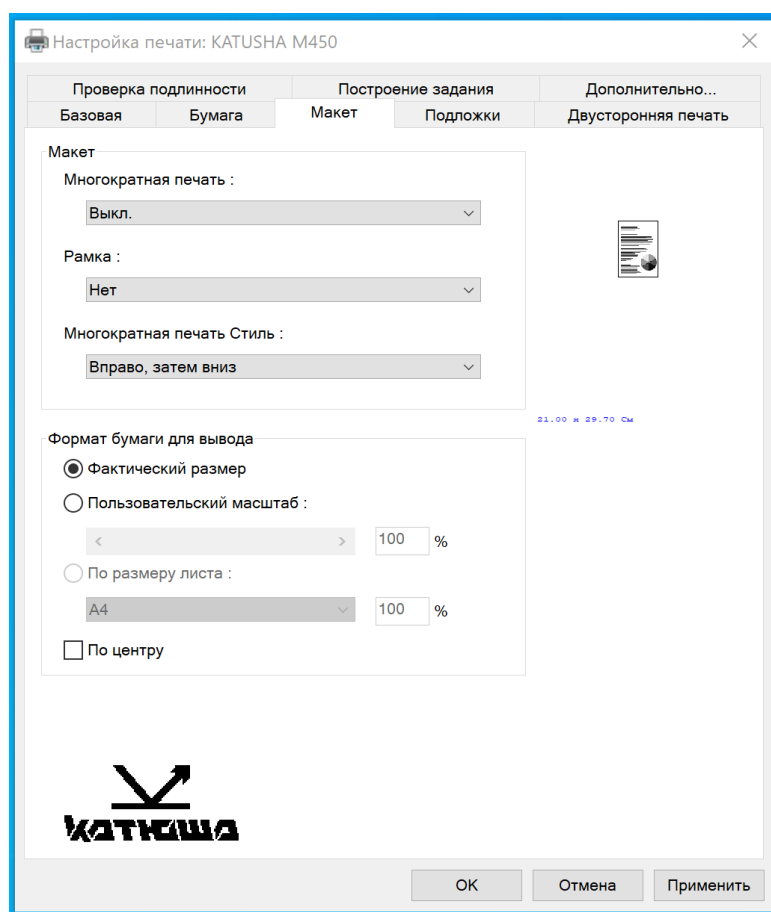 Настройка печати: KATUSHA M450
Проверка подлинности Построение задания Дополнительно...
Базовая Бумага Макет Подложки Двусторонняя печать
Макет
Многократная печать :
Выкл.
Рамка :
Нет
Многократная печать Стиль :
Вправо, затем вниз
21.00 x 29.70 См
Формат бумаги для вывода
Фактический размер
Пользовательский масштаб :
100 %
По размеру листа :
A4 100 %
По центру
катюша
OK Отмена Применить